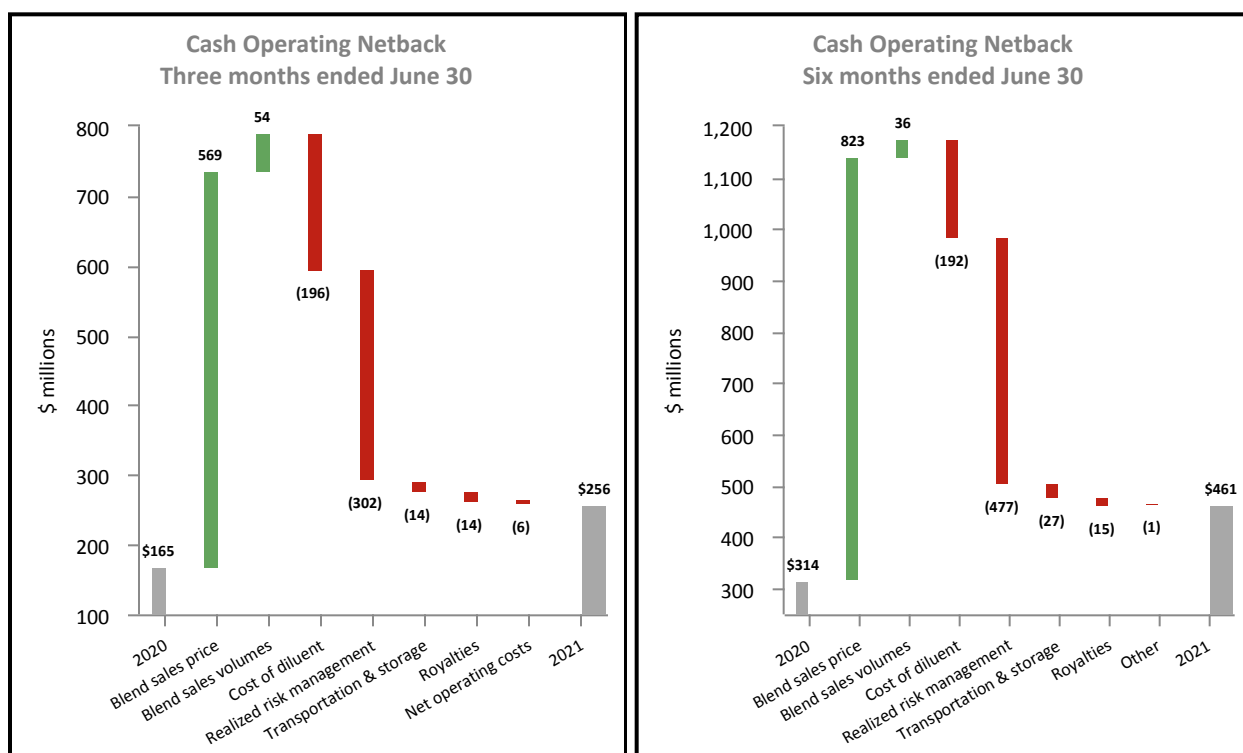 Cash Operating Netback
Three months ended June 30
$ millions
800
700
600
500
400
300
200
100
$165
569
54
(196)
(302)
(14)
(14)
(6)
$256
2020
Blend sales price
Blend sales volumes
Cost of diluent
Realized risk management
Transportation & storage
Royalties
Net operating costs
2021
Cash Operating Netback
Six months ended June 30
$ millions
1,200
1,100
1,000
900
800
700
600
500
400
300
$314
823
36
(192)
(477)
(27)
(15)
(1)
$461
2020
Blend sales price
Blend sales volumes
Cost of diluent
Realized risk management
Transportation & storage
Royalties
Other
2021